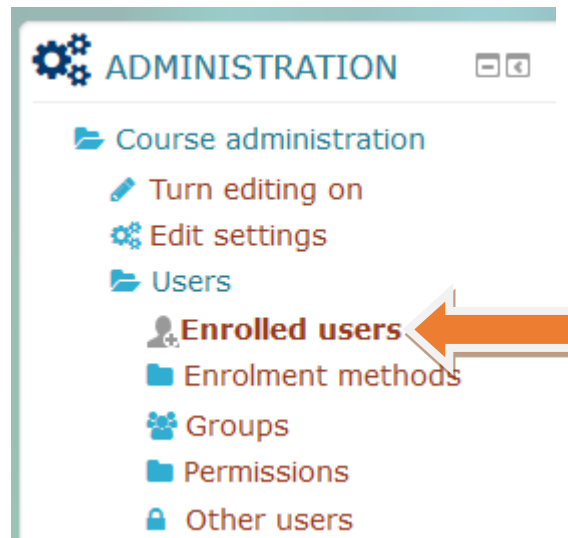 ADMINISTRATION
Course administration
Turn editing on
Edit settings
Users
Enrolled users
Enrolment methods
Groups
Permissions
Other users